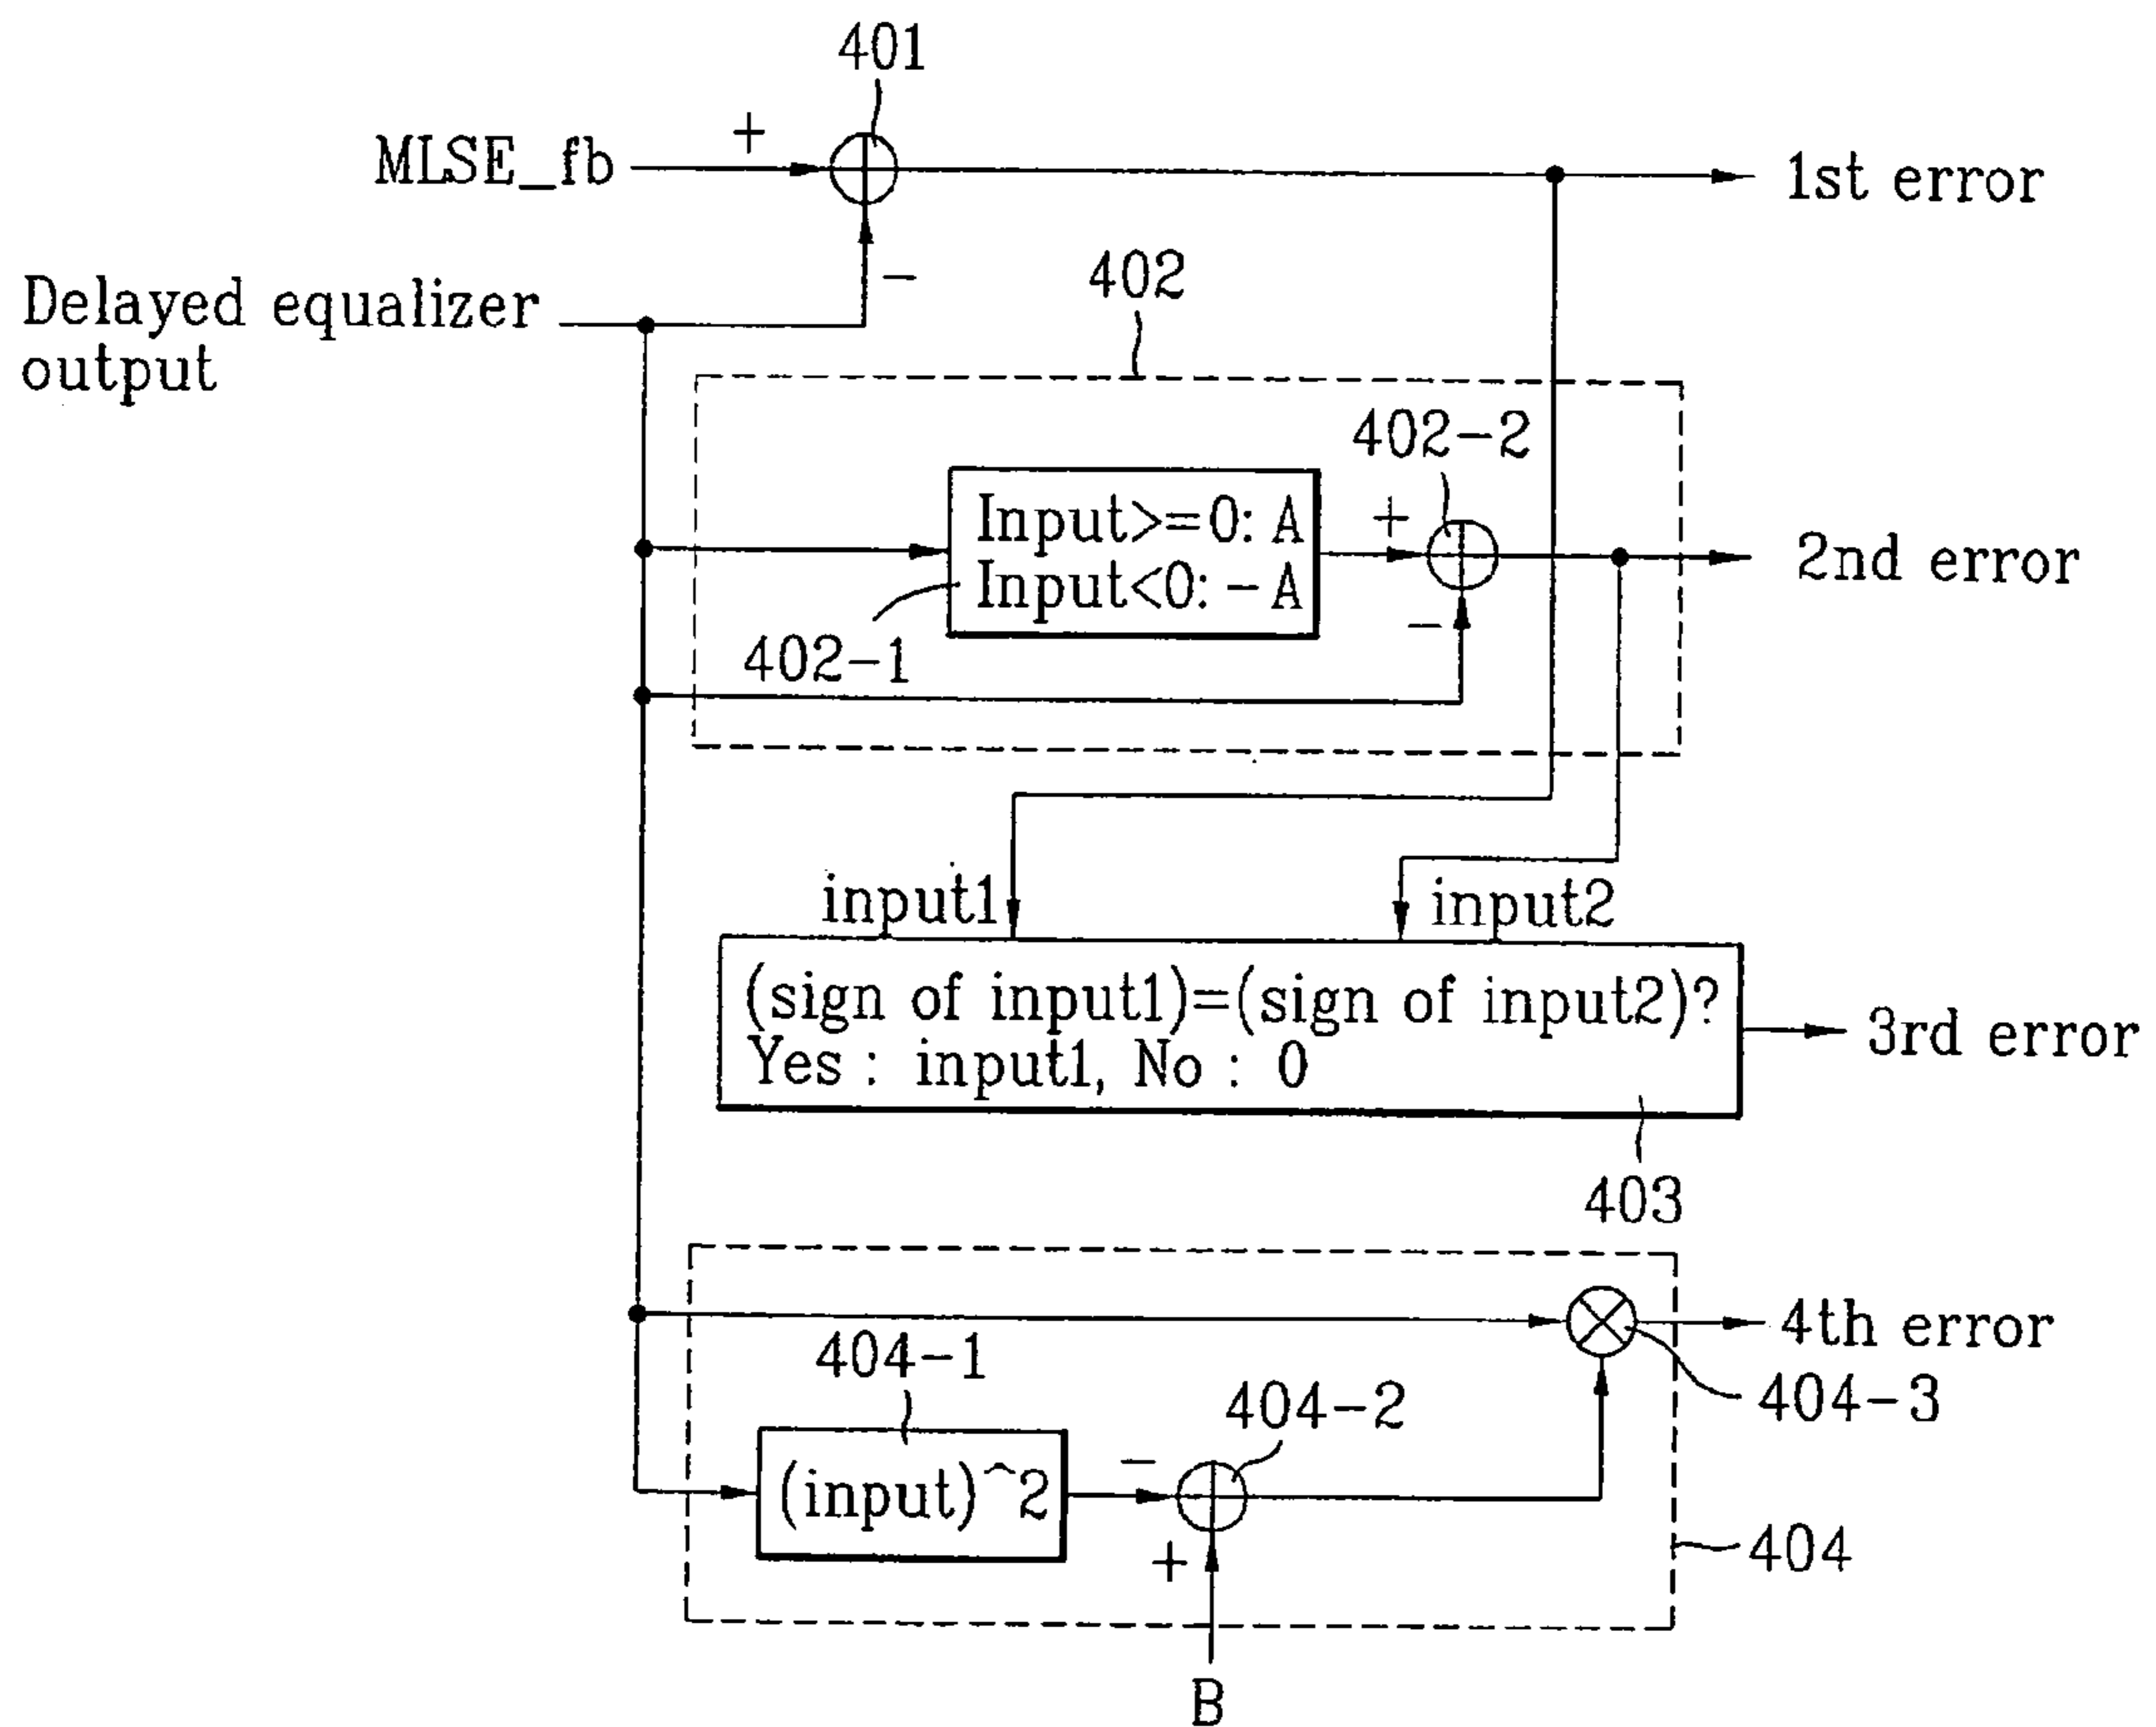 401
+
MLSE_fb
1st error
-
Delayed equalizer
output
402
402-2
Input>=0: A
Input<0: -A
+
-
2nd error
402-1
input1
input2
(sign of input1)=(sign of input2)?
Yes : input1, No : 0
3rd error
403
4th error
404-1
404-2
404-3
(input)^2
-
+
404
B